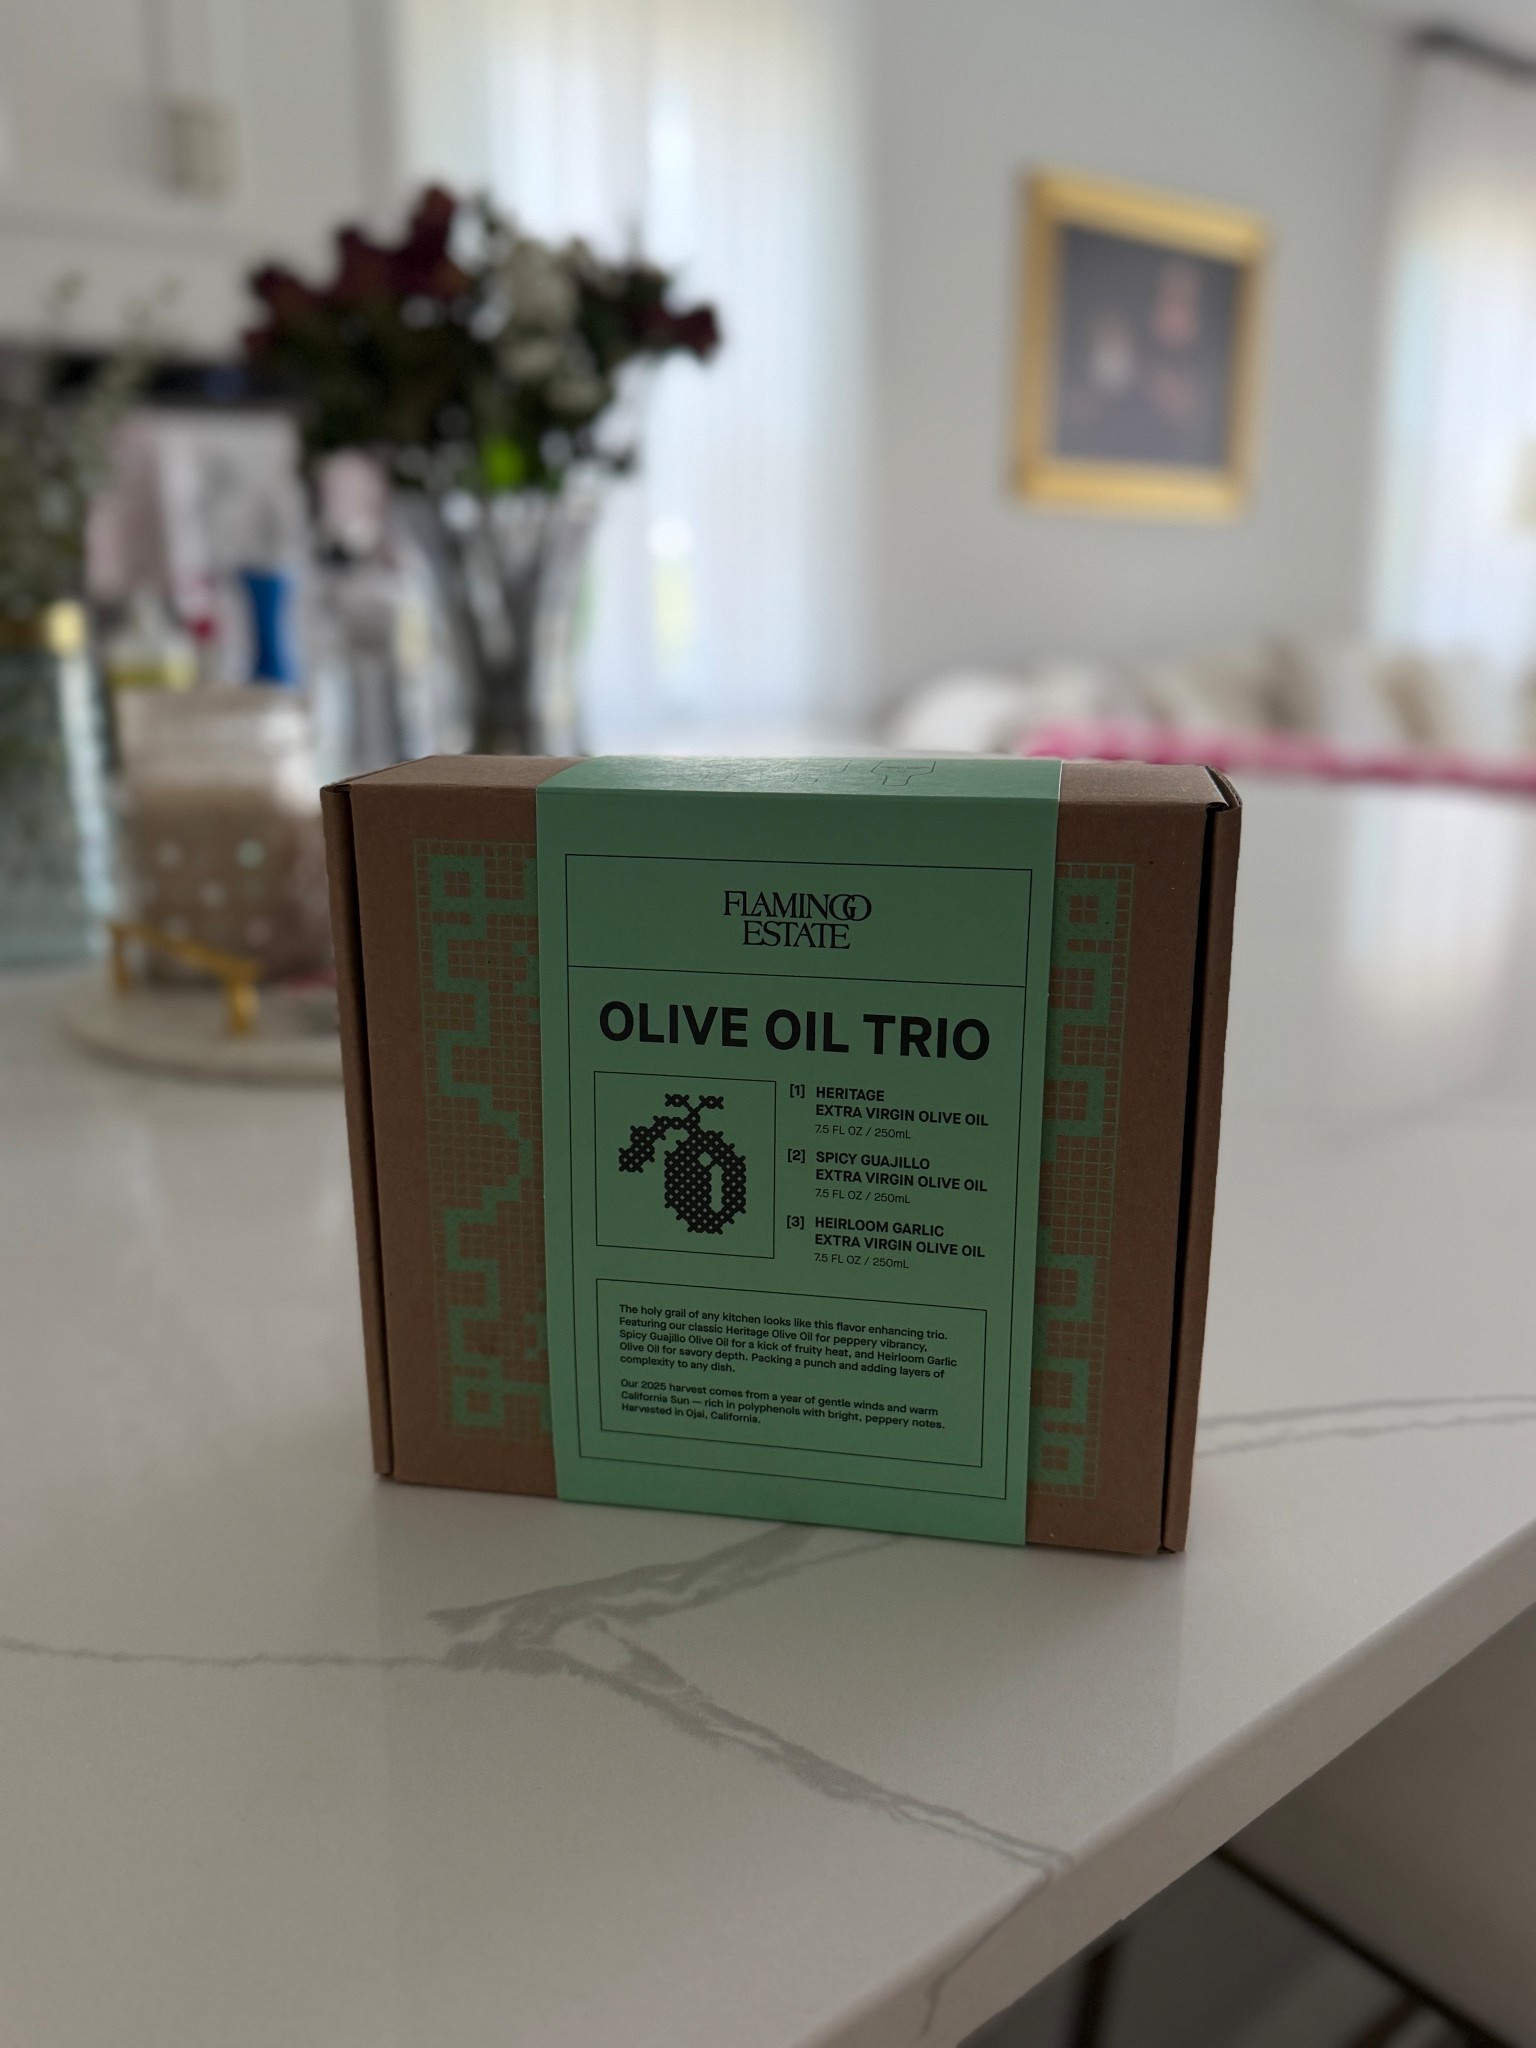 FLAMINGO
ESTATE
OLIVE OIL TRIO
[1] HERITAGE
EXTRA VIRGIN OLIVE OIL
7.5 FL OZ / 250mL
[2] SPICY GUAJILLO
EXTRA VIRGIN OLIVE OIL
7.5 FL OZ / 250mL
[3] HEIRLOOM GARLIC
EXTRA VIRGIN OLIVE OIL
7.5 FL OZ / 250mL
The holy grail of any kitchen looks like this flavor enhancing trio.
Featuring our classic Heritage Olive Oil for peppery vibrancy,
Spicy Guajillo Olive Oil for a kick of fruity heat, and Heirloom Garlic
Olive Oil for savory depth. Packing a punch and adding layers of
complexity to any dish.
Our 2025 harvest comes from a year of gentle winds and warm
California Sun — rich in polyphenols with bright, peppery notes.
Harvested in Ojai, California.